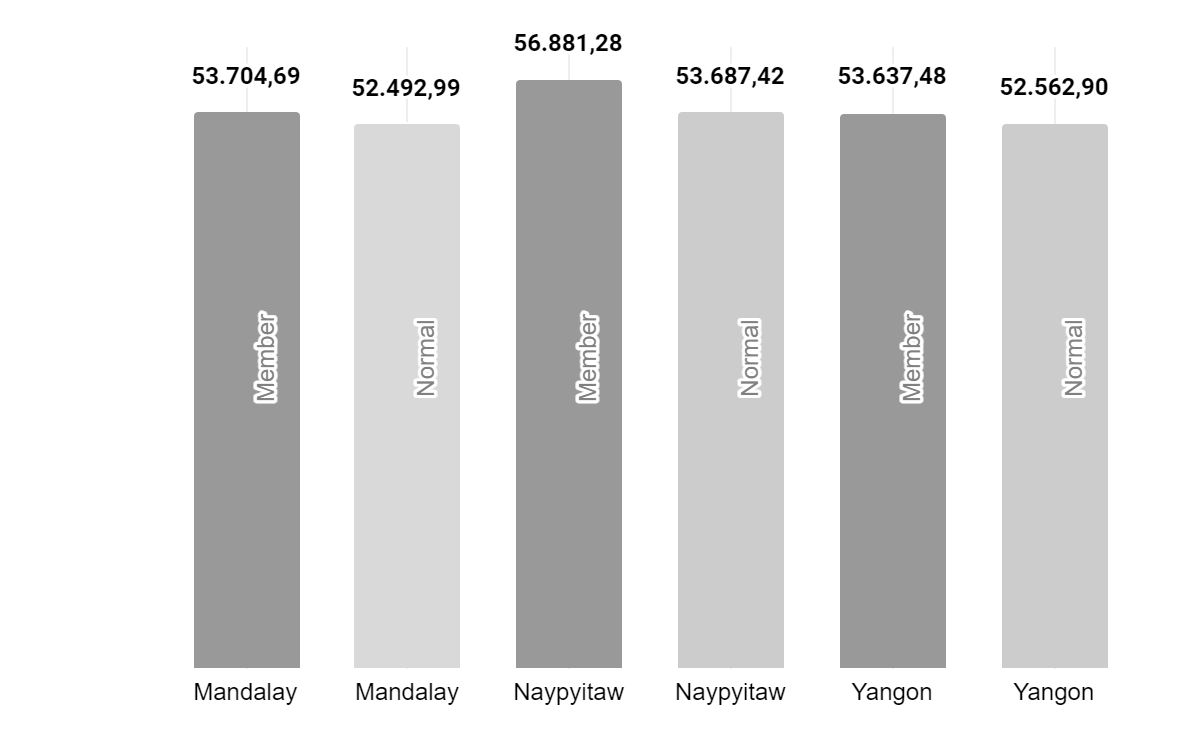 56.881,28
53.704,69
53.687,42
53.637,48
52.492,99
52.562,90
Member
Normal
Member
Normal
Member
Normal
Mandalay
Mandalay
Naypyitaw
Naypyitaw
Yangon
Yangon